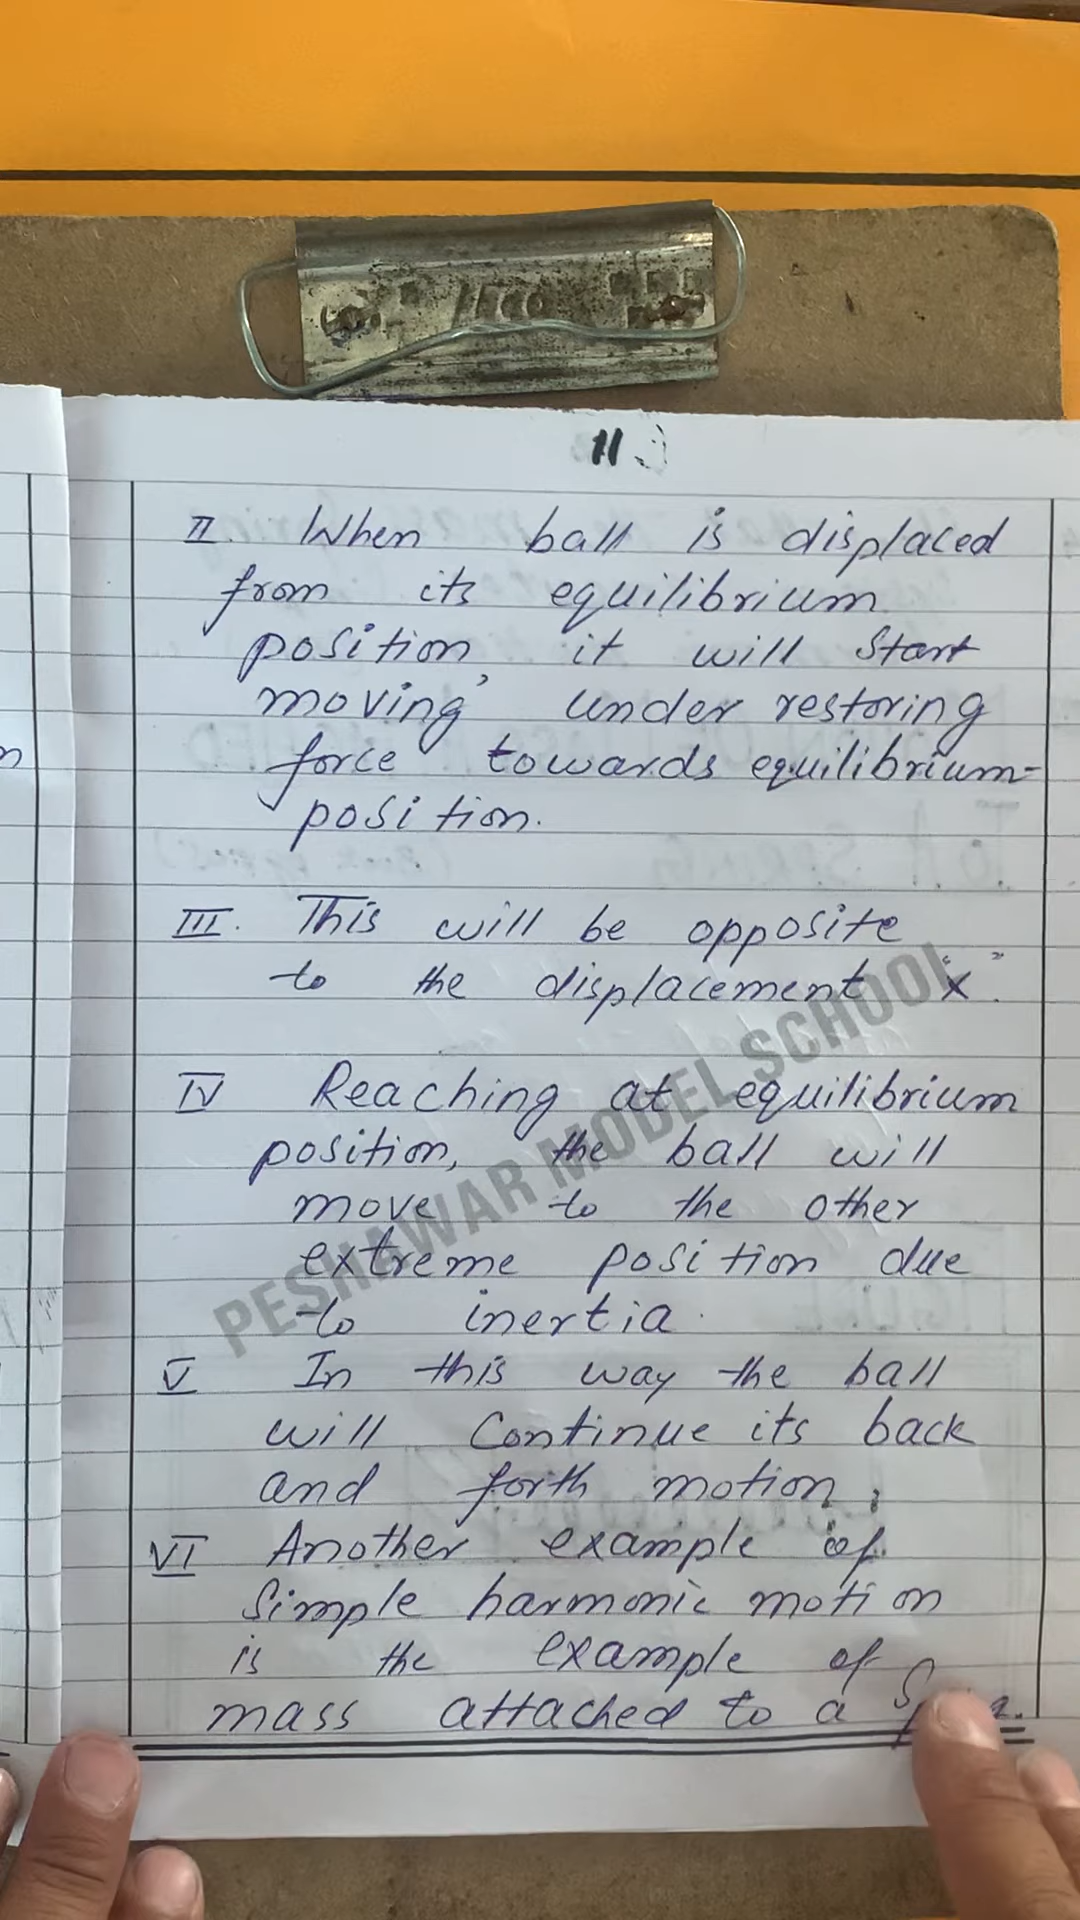 11
II. When ball is displaced
from its equilibrium
position, it will start
moving under restoring
force towards equilibrium-
position.
III. This will be opposite
to the displacement "x".
IV Reaching at equilibrium
position, the ball will
move to the other
extreme position due
to inertia.
V In this way the ball
will Continue its back
and forth motion.
VI Another example of
Simple harmonic motion
is the example of
mass attached to a
PESHAWAR MODEL SCHOOL